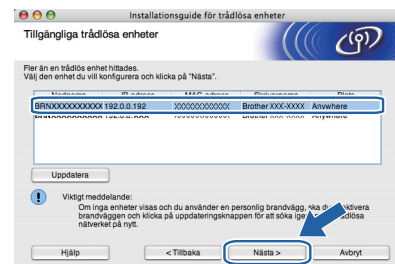 Installationsguide för trådlösa enheter
Tillgängliga trådlösa enheter
Fler än en trådlös enhet hittades.
Välj den enhet du vill konfigurera och klicka på "Nästa".
Nodnamn IP-adress MAC-adress Skrivarnamn Plats
BRNXXXXXXXXXX 192.0.0.192 XXXXXXXXXXXX Brother XXX-XXXX Anywhere
Uppdatera
Viktigt meddelande:
Om inga enheter visas och du använder en personlig brandvägg, ska du
brandväggen och klicka på uppdateringsknappen för att söka
nätverket på nytt.
Hjälp
< Tillbaka
Nästa >
Avbryt